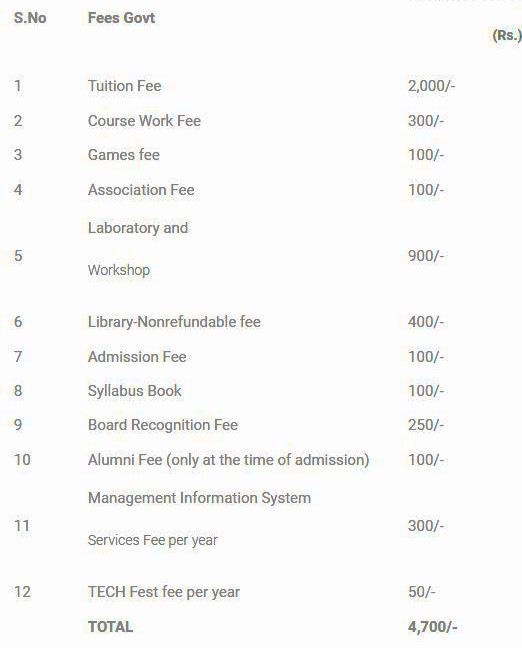 S.No Fees Govt
(Rs.)
1 Tuition Fee 2,000/-
2 Course Work Fee 300/-
3 Games fee 100/-
4 Association Fee 100/-
Laboratory and
5 900/-
Workshop
6 Library-Nonrefundable fee 400/-
7 Admission Fee 100/-
8 Syllabus Book 100/-
9 Board Recognition Fee 250/-
10 Alumni Fee (only at the time of admission) 100/-
Management Information System
11 300/-
Services Fee per year
12 TECH Fest fee per year 50/-
TOTAL 4,700/-